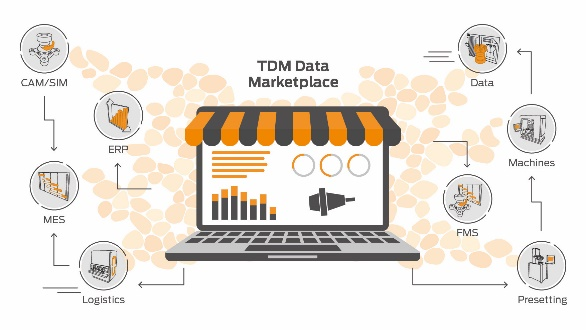 TDM Data
Marketplace
CAM/SIM
Data
ERP
Machines
MES
FMS
Logistics
Presetting